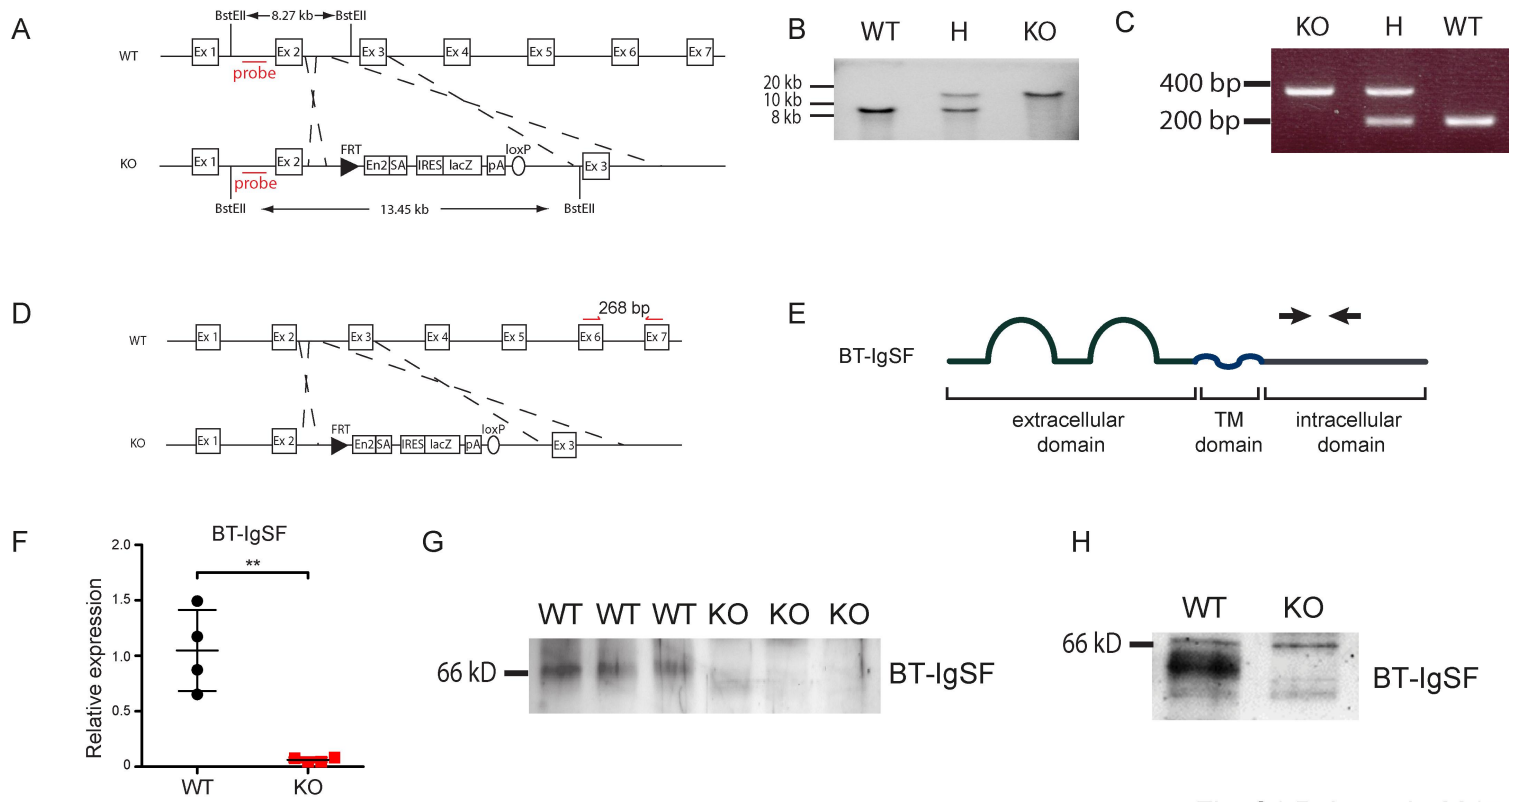 A
BstEII 8.27 kb BstEII
WT Ex 1 Ex 2 Ex 3 Ex 4 Ex 5 Ex 6 Ex 7
probe
FRT loxP
KO Ex 1 Ex 2 En2 SA IRES lacZ pA Ex 3
probe
BstEII 13.45 kb BstEII
B
WT H KO
20 kb
10 kb
8 kb
C
KO H WT
400 bp
200 bp
D
268 bp
WT Ex 1 Ex 2 Ex 3 Ex 4 Ex 5 Ex 6 Ex 7
FRT loxP
KO Ex 1 Ex 2 En2 SA IRES lacZ pA Ex 3
E
BT-IgSF
extracellular domain
TM domain
intracellular domain
F
BT-IgSF
**
Relative expression
2.0
1.5
1.0
0.5
0
WT KO
G
WT WT WT KO KO KO
66 kD BT-IgSF
H
WT KO
66 kD
BT-IgSF